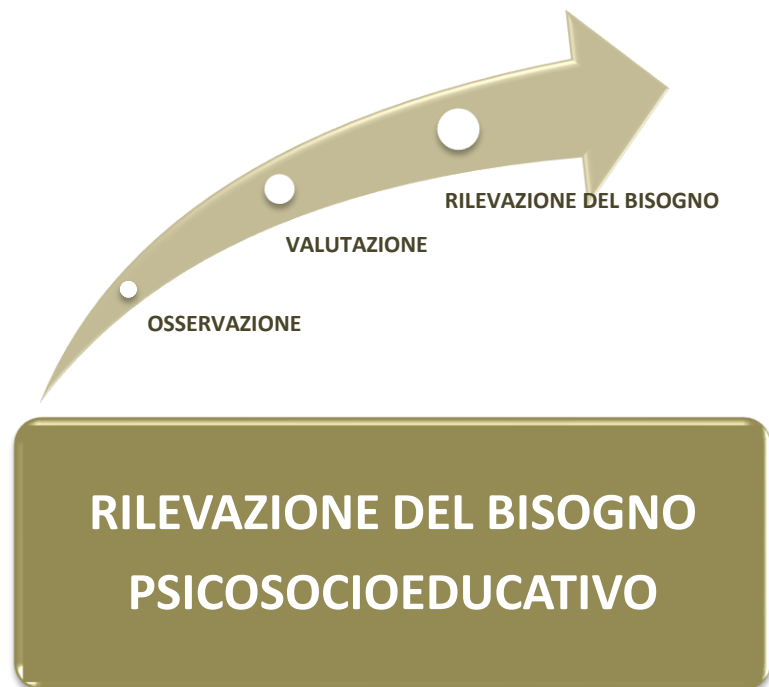 RILEVAZIONE DEL BISOGNO
VALUTAZIONE
OSSERVAZIONE
RILEVAZIONE DEL BISOGNO
PSICOSOCIOEDUCATIVO